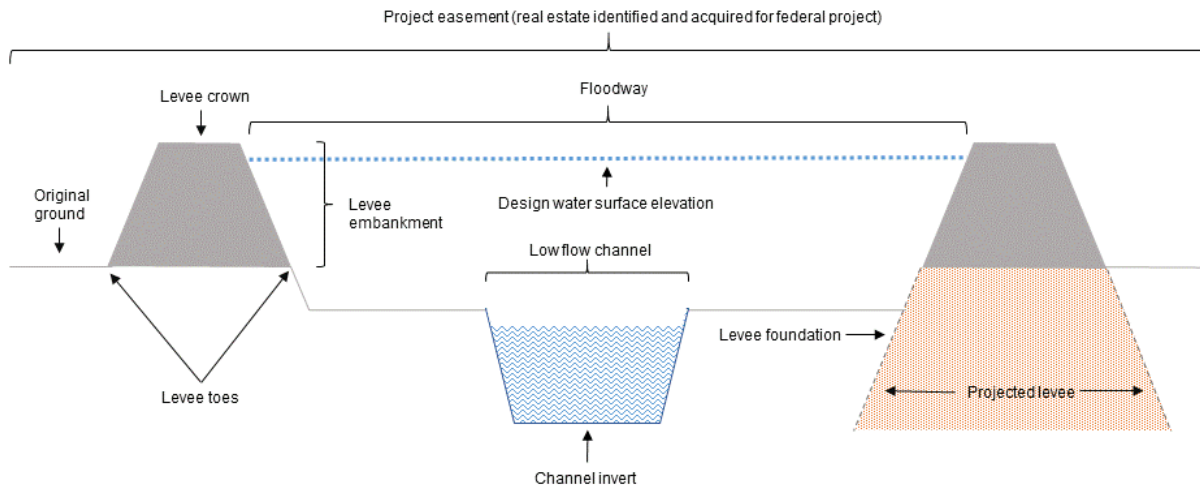 Project easement (real estate identified and acquired for federal project)
Levee crown
Floodway
Original
ground
Levee
embankment
Design water surface elevation
Low flow channel
Levee foundation
Levee toes
Projected levee
Channel invert